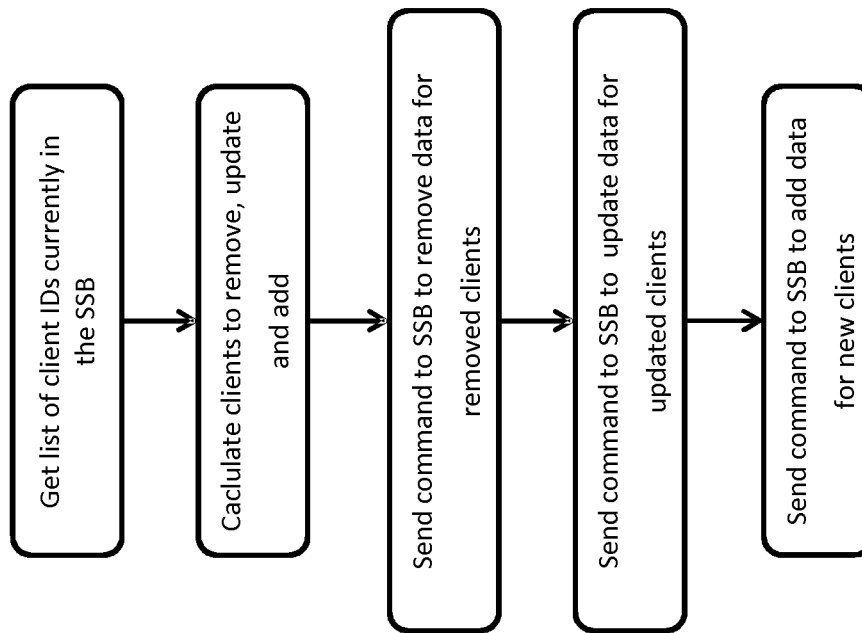 Get list of client IDs currently in
the SSB
Caclulate clients to remove, update
and add
Send command to SSB to remove data for
removed clients
Send command to SSB to update data for
updated clients
Send command to SSB to add data
for new clients